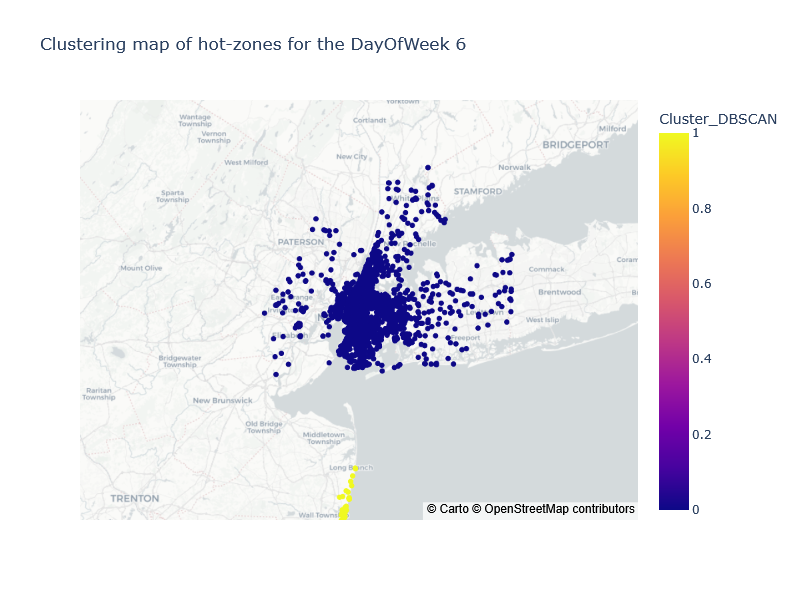 Clustering map of hot-zones for the DayOfWeek 6
Cluster_DBSCAN
1
0.8
0.6
0.4
0.2
0
Yorktown
Wantage
Township
Cortlandt
Vernon
Township
Milford
BRIDGEPORT
West Milford
New City
Norwalk
Sparta
Township
STAMFORD
PATERSON
Mount Olive
Commack
Brentwood
West Islip
Freeport
Bridgewater
Township
Raritan
Township
New Brunswick
Old Bridge
Township
Middletown
Township
Long Branch
TRENTON
© Carto © OpenStreetMap contributors